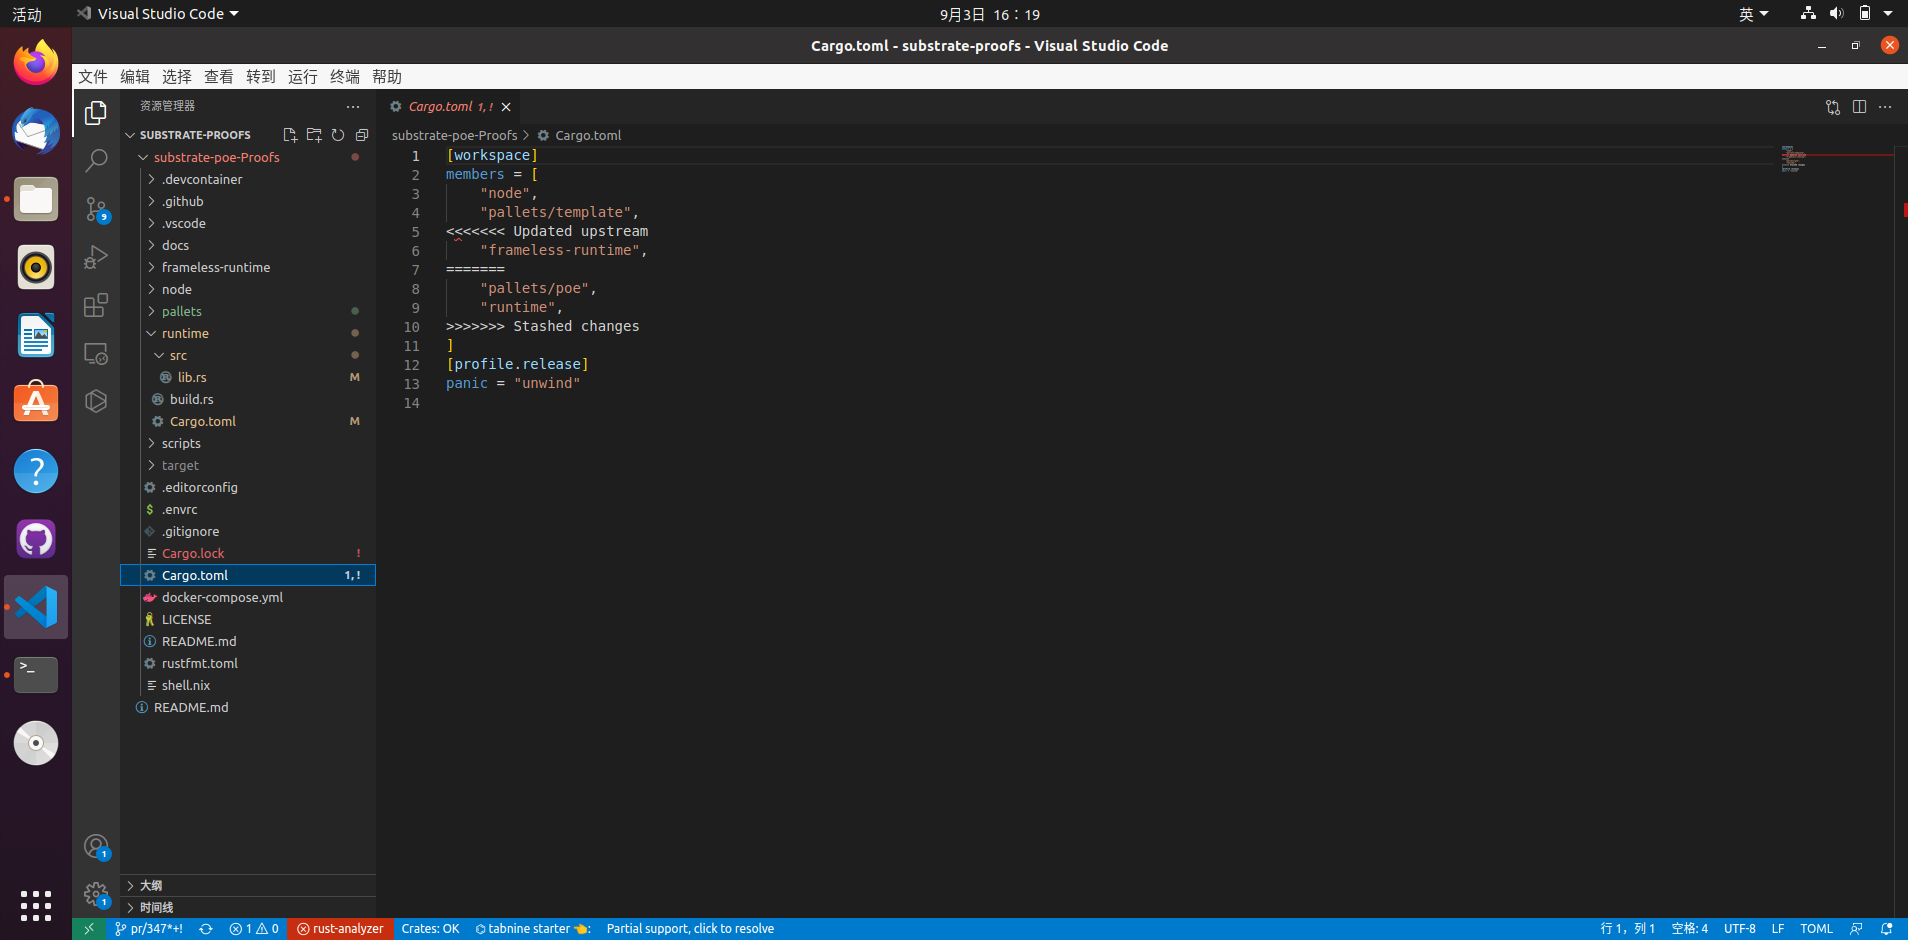 活动
Visual Studio Code
9月3日 16：19
英
Cargo.toml - substrate-proofs - Visual Studio Code
文件 编辑 选择 查看 转到 运行 终端 帮助
资源管理器
SUBSTRATE-PROOFS
substrate-poe-Proofs
.devcontainer
.github
.vscode
docs
frameless-runtime
node
pallets
runtime
src
lib.rs M
build.rs
Cargo.toml M
scripts
target
.editorconfig
$ .envrc
.gitignore
Cargo.lock !
Cargo.toml 1, !
docker-compose.yml
LICENSE
README.md
rustfmt.toml
shell.nix
README.md
大纲
时间线
9
1
1
Cargo.toml 1, !
substrate-poe-Proofs > Cargo.toml
1 [workspace]
2 members = [
3 "node",
4 "pallets/template",
5 <<<<<<< Updated upstream
6 "frameless-runtime",
7 =======
8 "pallets/poe",
9 "runtime",
10 >>>>>>> Stashed changes
11 ]
12 [profile.release]
13 panic = "unwind"
14
pr/347*+! 1 0 rust-analyzer Crates: OK tabnine starter 👈: Partial support, click to resolve
行 1，列 1 空格: 4 UTF-8 LF TOML